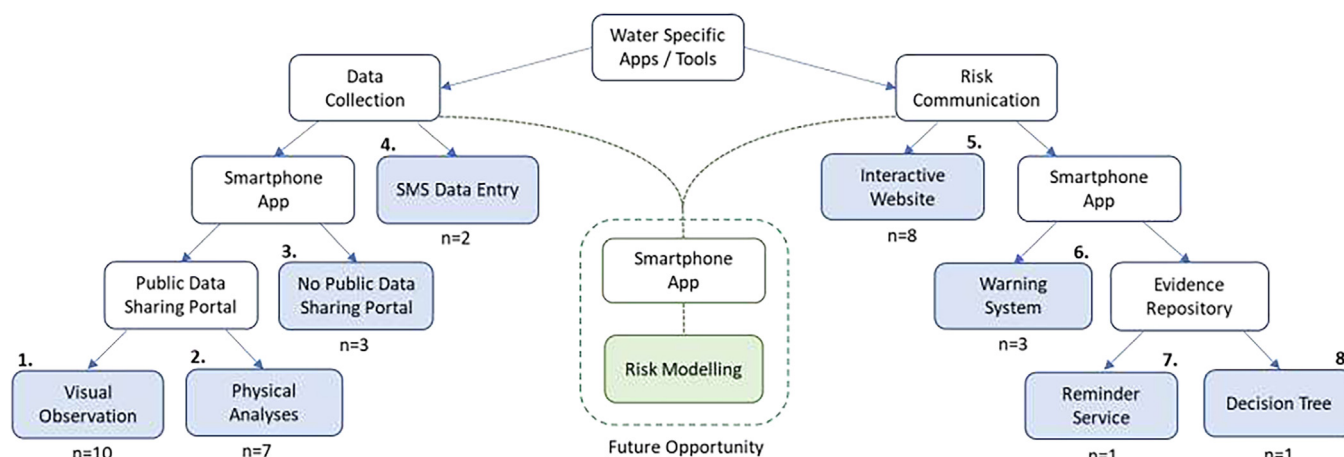 Water Specific
Apps / Tools
Data
Collection
Risk
Communication
4.
5.
Smartphone
App
SMS Data Entry
n=2
Interactive
Website
n=8
Smartphone
App
3.
6.
Public Data
Sharing Portal
No Public Data
Sharing Portal
n=3
Smartphone
App
Warning
System
n=3
Evidence
Repository
1.
2.
7.
8
Visual
Observation
n=10
Physical
Analyses
n=7
Risk Modelling
Future Opportunity
Reminder
Service
n=1
Decision Tree
n=1